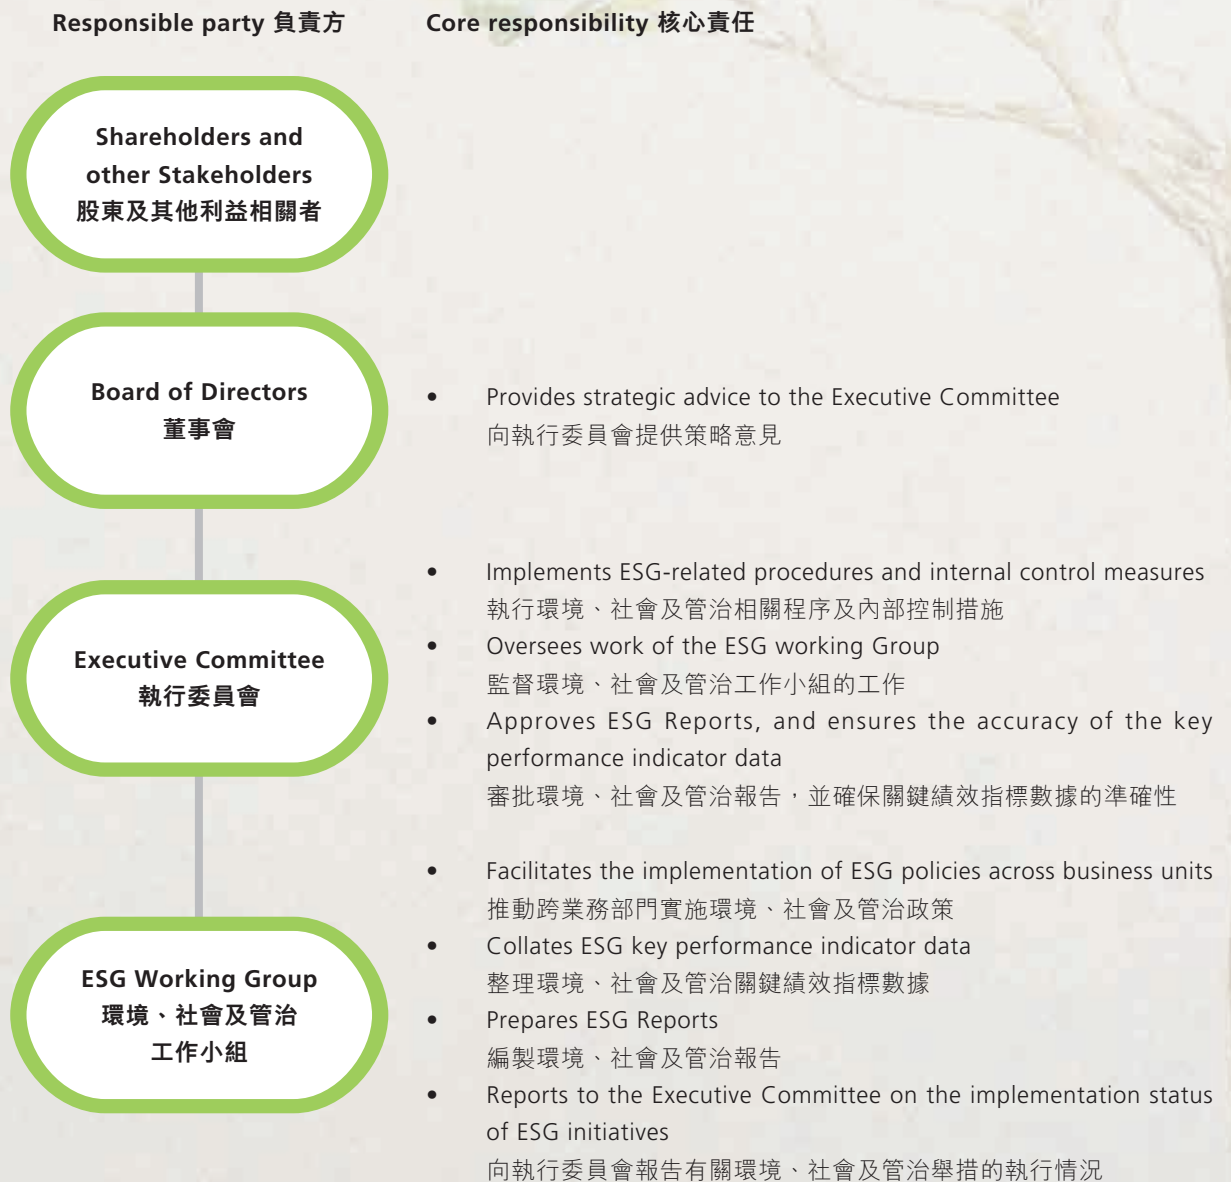 Responsible party 負責方
Core responsibility 核心責任
Shareholders and
other Stakeholders
股東及其他利益相關者
Board of Directors
董事會
• Provides strategic advice to the Executive Committee
向執行委員會提供策略意見
Executive Committee
執行委員會
• Implements ESG-related procedures and internal control measures
執行環境、社會及管治相關程序及內部控制措施
• Oversees work of the ESG working Group
監督環境、社會及管治工作小組的工作
• Approves ESG Reports, and ensures the accuracy of the key
performance indicator data
審批環境、社會及管治報告，並確保關鍵績效指標數據的準確性
ESG Working Group
環境、社會及管治
工作小組
• Facilitates the implementation of ESG policies across business units
推動跨業務部門實施環境、社會及管治政策
• Collates ESG key performance indicator data
整理環境、社會及管治關鍵績效指標數據
• Prepares ESG Reports
編製環境、社會及管治報告
• Reports to the Executive Committee on the implementation status
of ESG initiatives
向執行委員會報告有關環境、社會及管治舉措的執行情況